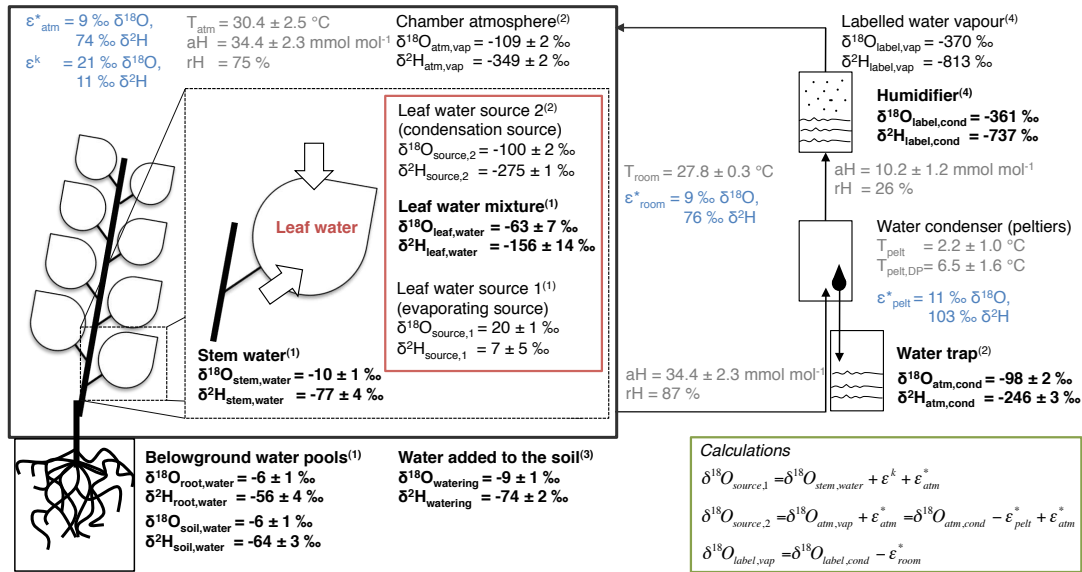 ε*atm = 9 ‰ δ18O,
74 ‰ δ2H
εk = 21 ‰ δ18O,
11 ‰ δ2H
Tatm = 30.4 ± 2.5 °C
aH = 34.4 ± 2.3 mmol mol-1
rH = 75 %
Chamber atmosphere(2)
δ18Oatm,vap = -109 ± 2 ‰
δ2Hatm,vap = -349 ± 2 ‰
Leaf water source 2(2)
(condensation source)
δ18Osource,2 = -100 ± 2 ‰
δ2Hsource,2 = -275 ± 1 ‰
Leaf water mixture(1)
δ18Oleaf,water = -63 ± 7 ‰
δ2Hleaf,water = -156 ± 14 ‰
Leaf water source 1(1)
(evaporating source)
δ18Osource,1 = 20 ± 1 ‰
δ2Hsource,1 = 7 ± 5 ‰
Leaf water
Stem water(1)
δ18Ostem,water = -10 ± 1 ‰
δ2Hstem,water = -77 ± 4 ‰
Belowground water pools(1)
δ18Oroot,water = -6 ± 1 ‰
δ2Hroot,water = -56 ± 4 ‰
δ18Osoil,water = -6 ± 1 ‰
δ2Hsoil,water = -64 ± 3 ‰
Water added to the soil(3)
δ18Owatering = -9 ± 1 ‰
δ2Hwatering = -74 ± 2 ‰
Labelled water vapour(4)
δ18Olabel,vap = -370 ‰
δ2Hlabel,vap = -813 ‰
Humidifier(4)
δ18Olabel,cond = -361 ‰
δ2Hlabel,cond = -737 ‰
Troom = 27.8 ± 0.3 °C
ε*room = 9 ‰ δ18O,
76 ‰ δ2H
aH = 10.2 ± 1.2 mmol mol-1
rH = 26 %
Water condenser (peltiers)
Tpelt = 2.2 ± 1.0 °C
Tpelt,DP = 6.5 ± 1.6 °C
ε*pelt = 11 ‰ δ18O,
103 ‰ δ2H
aH = 34.4 ± 2.3 mmol mol-1
rH = 87 %
Water trap(2)
δ18Oatm,cond = -98 ± 2 ‰
δ2Hatm,cond = -246 ± 3 ‰
Calculations
δ18Osource,1 = δ18Ostem,water + εk + ε*atm
δ18Osource,2 = δ18Oatm,vap + ε*atm = δ18Oatm,cond − ε*pelt + ε*atm
δ18Olabel,vap = δ18Olabel,cond − ε*room